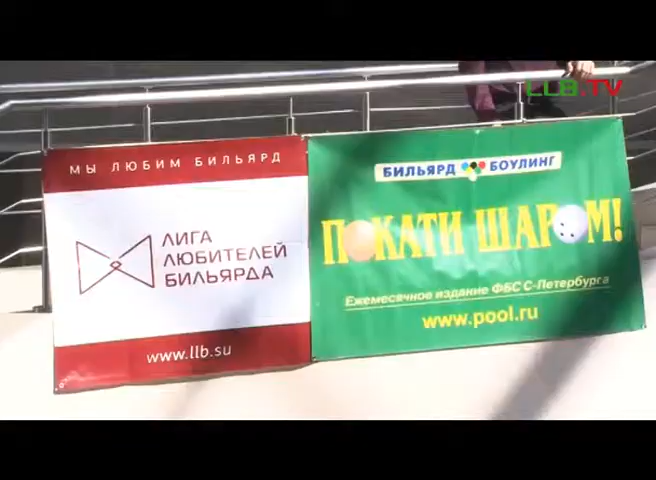 LLB.TV
МЫ ЛЮБИМ БИЛЬЯРД
ЛИГА
ЛЮБИТЕЛЕЙ
БИЛЬЯРДА
www.llb.su
БИЛЬЯРД БОУЛИНГ
ПОКАТИ ШАРОМ!
Ежемесячное издание ФБС С-Петербурга
www.pool.ru